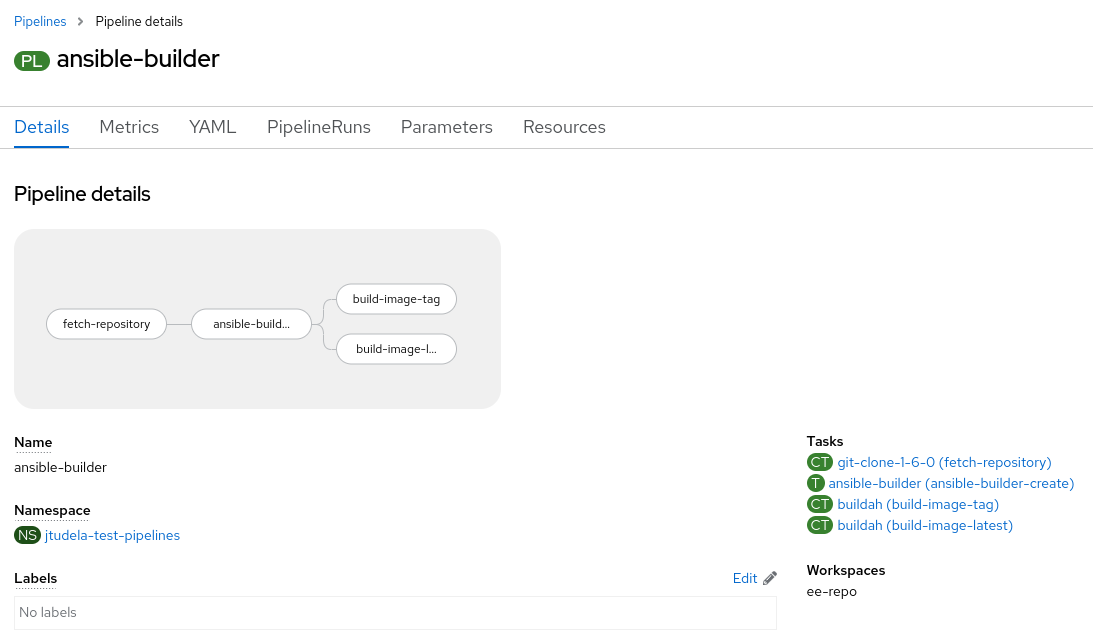 Pipelines > Pipeline details
PL ansible-builder
Details Metrics YAML PipelineRuns Parameters Resources
Pipeline details
fetch-repository
ansible-build...
build-image-tag
build-image-l...
Name
ansible-builder
Namespace
NS jtudela-test-pipelines
Labels
Edit
No labels
Tasks
CT git-clone-1-6-0 (fetch-repository)
T ansible-builder (ansible-builder-create)
CT buildah (build-image-tag)
CT buildah (build-image-latest)
Workspaces
ee-repo